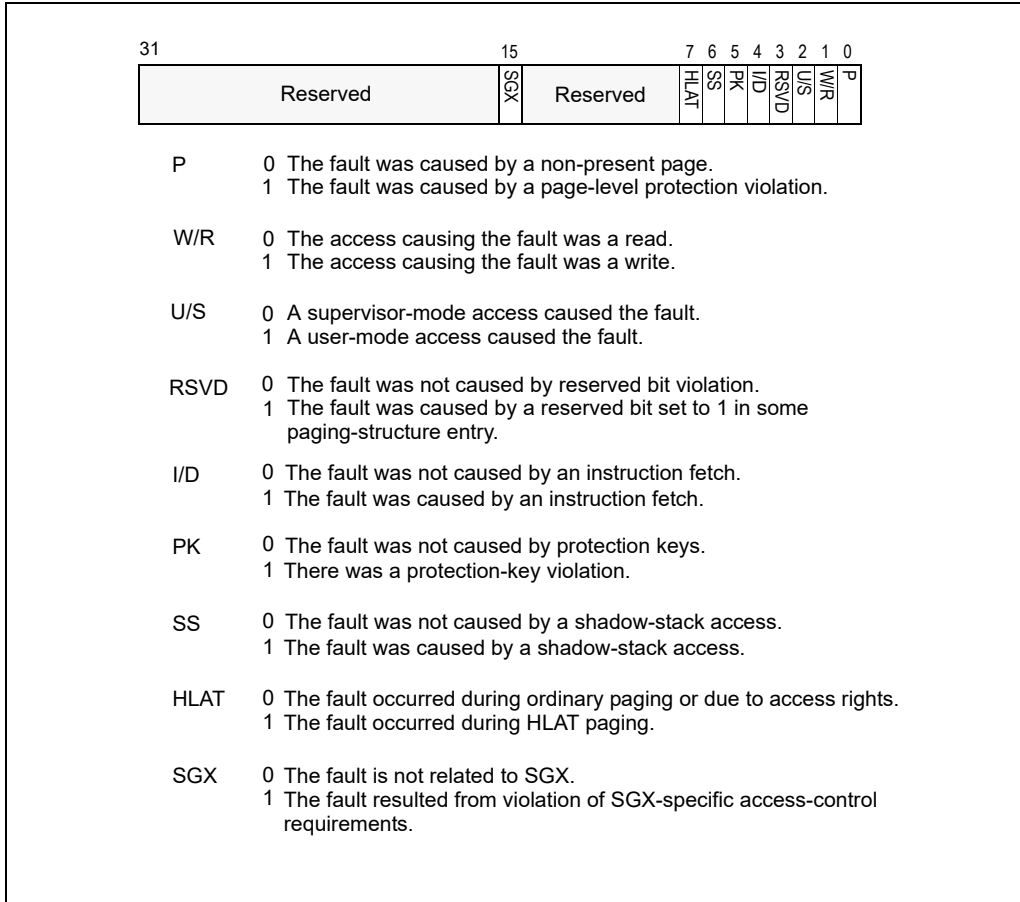 31 15 7 6 5 4 3 2 1 0
Reserved SGX Reserved HLAT SS PK I/D RSVD U/S W/R P
P 0 The fault was caused by a non-present page.
1 The fault was caused by a page-level protection violation.
W/R 0 The access causing the fault was a read.
1 The access causing the fault was a write.
U/S 0 A supervisor-mode access caused the fault.
1 A user-mode access caused the fault.
RSVD 0 The fault was not caused by reserved bit violation.
1 The fault was caused by a reserved bit set to 1 in some
paging-structure entry.
I/D 0 The fault was not caused by an instruction fetch.
1 The fault was caused by an instruction fetch.
PK 0 The fault was not caused by protection keys.
1 There was a protection-key violation.
SS 0 The fault was not caused by a shadow-stack access.
1 The fault was caused by a shadow-stack access.
HLAT 0 The fault occurred during ordinary paging or due to access rights.
1 The fault occurred during HLAT paging.
SGX 0 The fault is not related to SGX.
1 The fault resulted from violation of SGX-specific access-control
requirements.